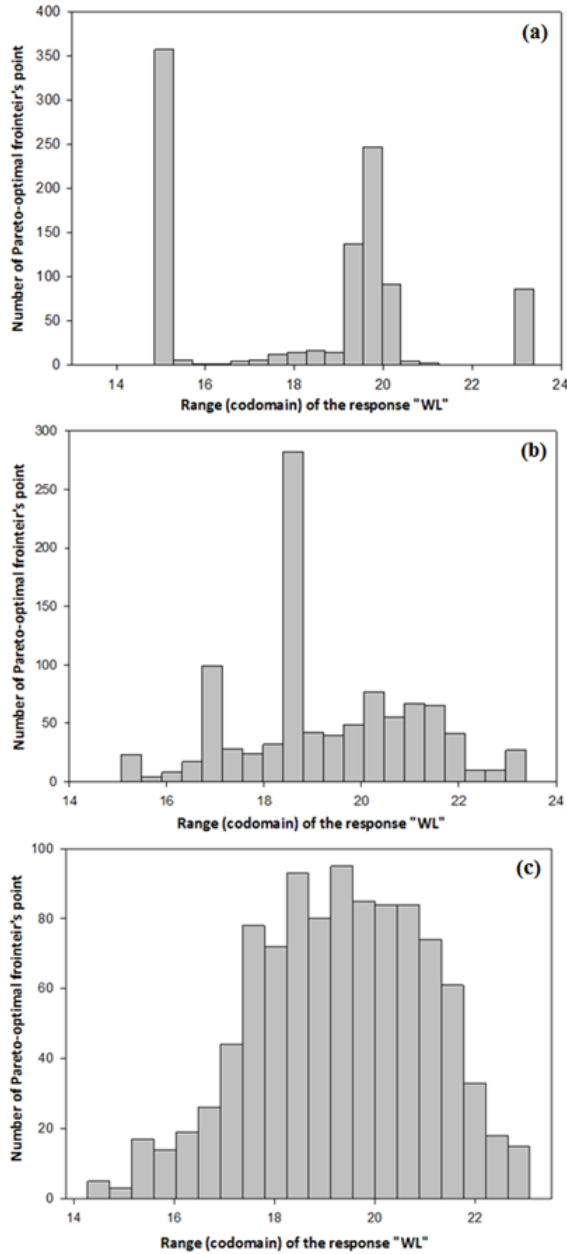 (a)
Number of Pareto-optimal frointeir's point
400
350
300
250
200
150
100
50
0
14 16 18 20 22 24
Range (codomain) of the response "WL"
(b)
Number of Pareto-optimal frointeir's point
300
250
200
150
100
50
0
14 16 18 20 22 24
Range (codomain) of the response "WL"
(c)
Number of Pareto-optimal frointeir's point
100
80
60
40
20
0
14 16 18 20 22
Range (codomain) of the response "WL"